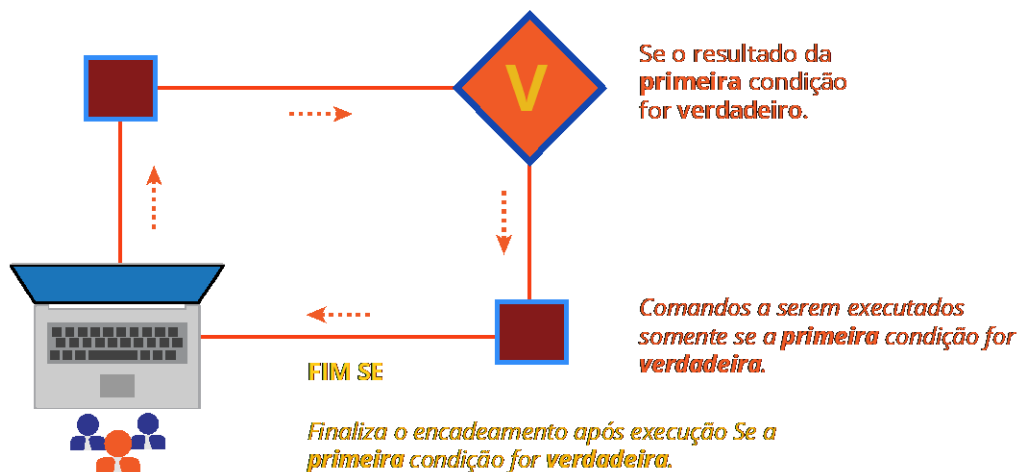 V
Se o resultado da
primeira condição
for verdadeiro.
Comandos a serem executados
somente se a primeira condição for
verdadeira.
FIM SE
Finaliza o encadeamento após execução Se a
primeira condição for verdadeira.